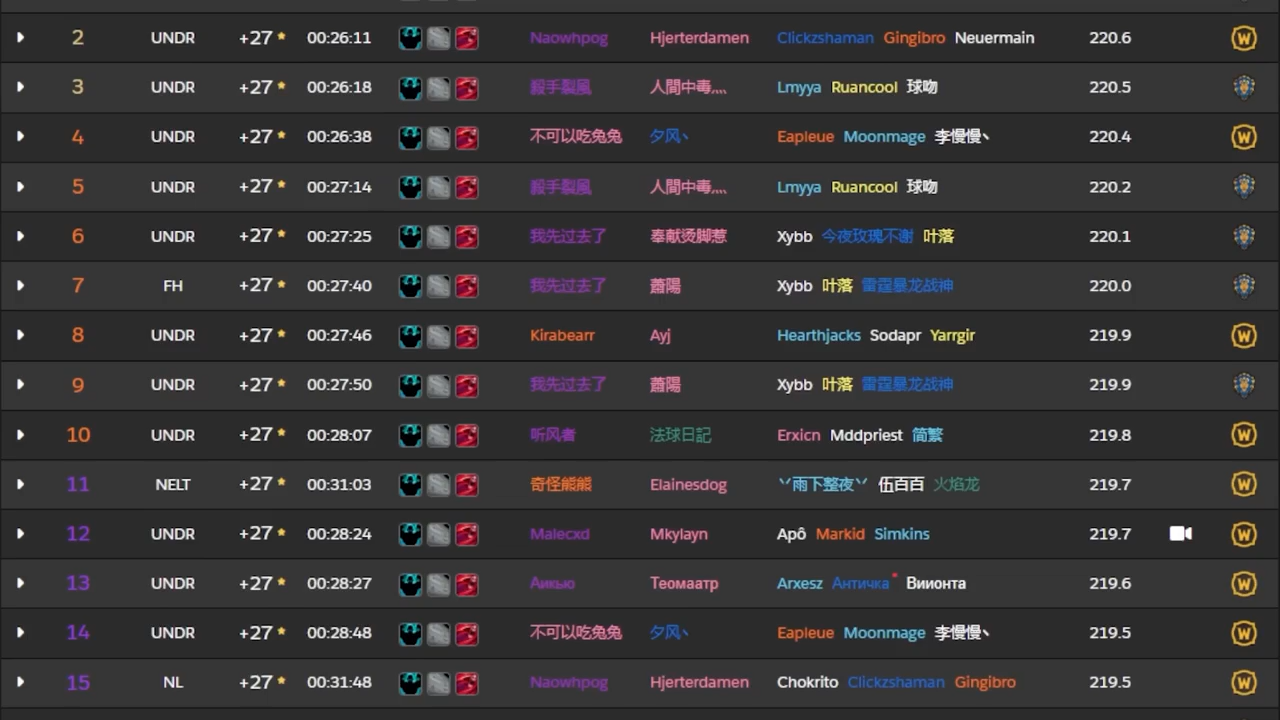 2 UNDR +27 00:26:11 Naowhpog Hjerterdamen Clickzshaman Gingibro Neuermain 220.6
3 UNDR +27 00:26:18 殺手裂風 人間中毒灬 Lmyya Ruancool 球吻 220.5
4 UNDR +27 00:26:38 不可以吃兔兔 夕风丶 Eapleue Moonmage 李慢慢丶 220.4
5 UNDR +27 00:27:14 殺手裂風 人間中毒灬 Lmyya Ruancool 球吻 220.2
6 UNDR +27 00:27:25 我先过去了 奉献烫脚惹 Xybb 今夜玫瑰不谢 叶落 220.1
7 FH +27 00:27:40 我先过去了 蕭陽 Xybb 叶落 雷霆暴龙战神 220.0
8 UNDR +27 00:27:46 Kirabearr Ayj Hearthjacks Sodapr Yarrgir 219.9
9 UNDR +27 00:27:50 我先过去了 蕭陽 Xybb 叶落 雷霆暴龙战神 219.9
10 UNDR +27 00:28:07 听风者 法球日記 Erxicn Mddpriest 简繁 219.8
11 NELT +27 00:31:03 奇怪熊熊 Elainesdog 丷雨下整夜丷 伍百百 火焰龙 219.7
12 UNDR +27 00:28:24 Malecxd Mkylayn Apô Markid Simkins 219.7
13 UNDR +27 00:28:27 Аикью Теомаатр Arxesz Античка Виионта 219.6
14 UNDR +27 00:28:48 不可以吃兔兔 夕风丶 Eapleue Moonmage 李慢慢丶 219.5
15 NL +27 00:31:48 Naowhpog Hjerterdamen Chokrito Clickzshaman Gingibro 219.5